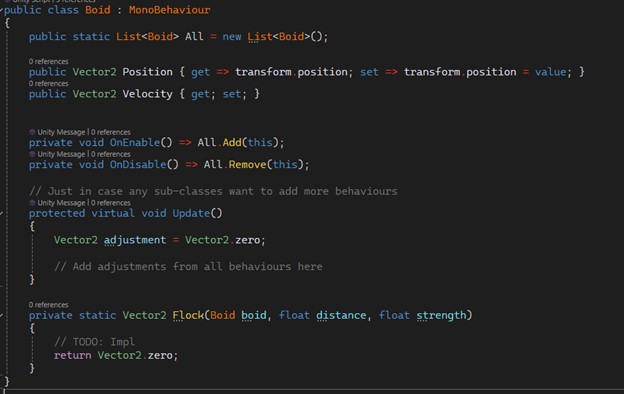 public class Boid : MonoBehaviour
{
public static List<Boid> All = new List<Boid>();
0 references
public Vector2 Position { get => transform.position; set => transform.position = value; }
0 references
public Vector2 Velocity { get; set; }
Unity Message | 0 references
private void OnEnable() => All.Add(this);
Unity Message | 0 references
private void OnDisable() => All.Remove(this);
// Just in case any sub-classes want to add more behaviours
Unity Message | 0 references
protected virtual void Update()
{
Vector2 adjustment = Vector2.zero;
// Add adjustments from all behaviours here
}
0 references
private static Vector2 Flock(Boid boid, float distance, float strength)
{
// TODO: Impl
return Vector2.zero;
}
}